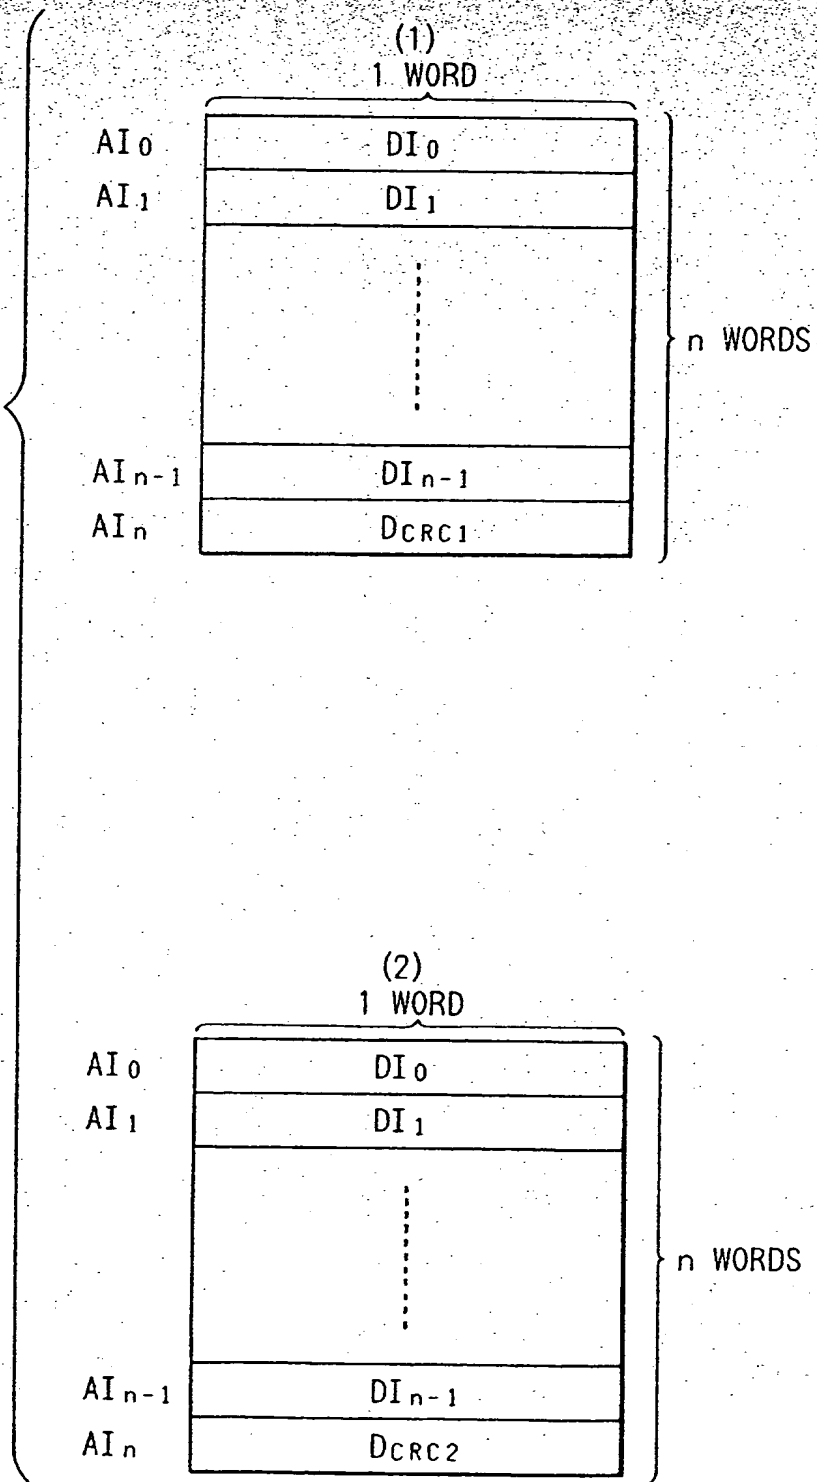 (1)
1 WORD
AI0 DI0
AI1 DI1
n WORDS
AIn-1 DIn-1
AIn DCRC1
(2)
1 WORD
AI0 DI0
AI1 DI1
n WORDS
AIn-1 DIn-1
AIn DCRC2